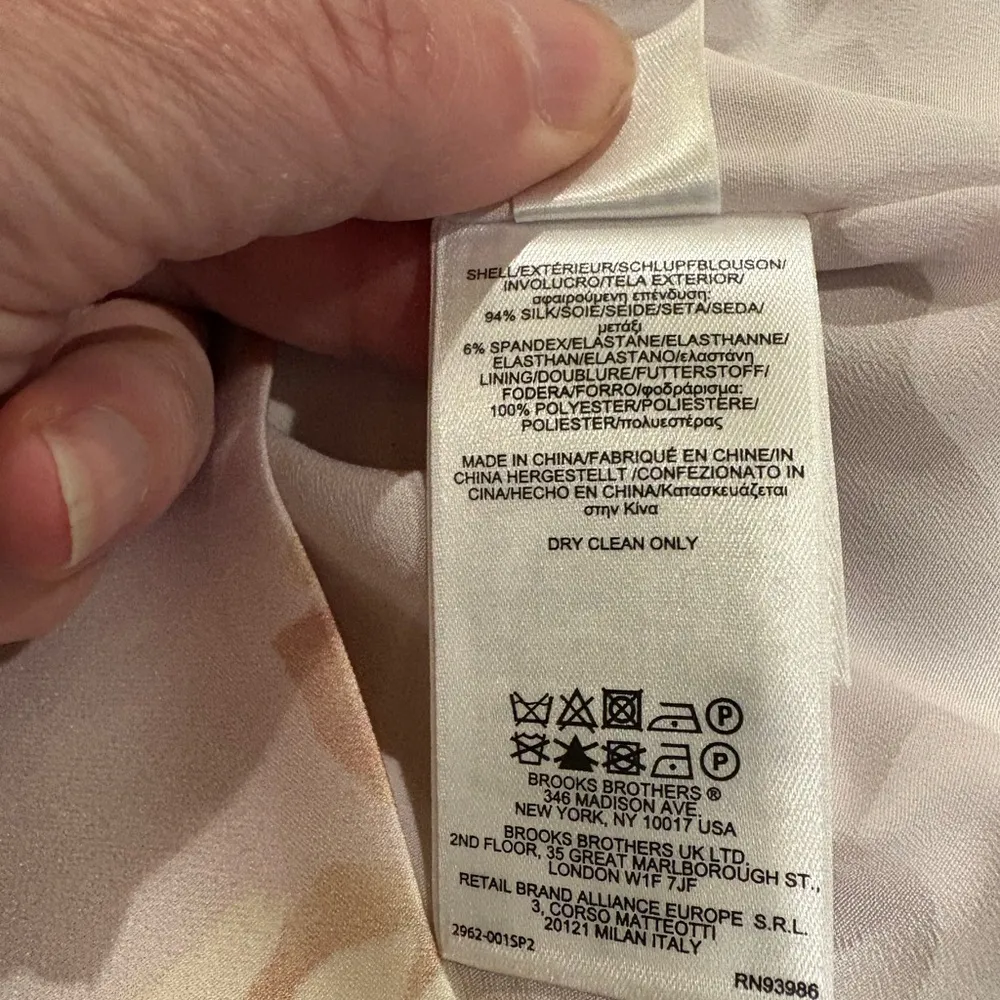 SHELL/EXTÉRIEUR/SCHLUPFBLOUSON/
INVOLUCRO/TELA EXTERIOR/
αφαιρούμενη επένδυση:
94% SILK/SOIE/SEIDE/SETA/SEDA/
μετάξι
6% SPANDEX/ELASTANE/ELASTHANNE/
ELASTHAN/ELASTANO/ελαστάνη
LINING/DOUBLURE/FUTTERSTOFF/
FODERA/FORRO/φοδράρισμα:
100% POLYESTER/POLIESTERE/
POLIESTER/πολυεστέρας
MADE IN CHINA/FABRIQUÉ EN CHINE/IN
CHINA HERGESTELLT /CONFEZIONATO IN
CINA/HECHO EN CHINA/Κατασκευάζεται
στην Κίνα
DRY CLEAN ONLY
P
P
BROOKS BROTHERS ®
346 MADISON AVE.
NEW YORK, NY 10017 USA
BROOKS BROTHERS UK LTD.
2ND FLOOR, 35 GREAT MARLBOROUGH ST.,
LONDON W1F 7JF
RETAIL BRAND ALLIANCE EUROPE S.R.L.
3, CORSO MATTEOTTI
20121 MILAN ITALY
2962-001SP2
RN93986